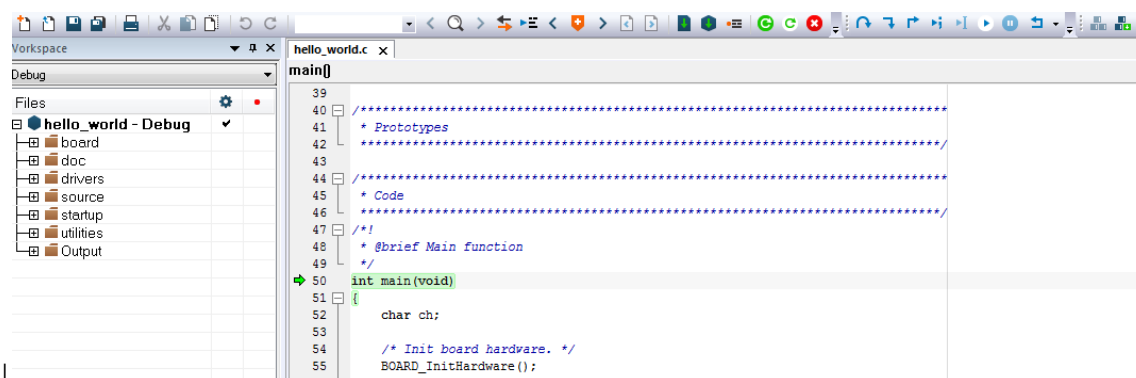 Workspace
hello_world.c x
Debug
main()
Files
hello_world - Debug
board
doc
drivers
source
startup
utilities
Output
39
40 /*******************************************************************************
41  * Prototypes
42  ******************************************************************************/
43
44 /*******************************************************************************
45  * Code
46  ******************************************************************************/
47 /*!
48  * @brief Main function
49  */
50 int main(void)
51 {
52     char ch;
53
54     /* Init board hardware. */
55     BOARD_InitHardware();